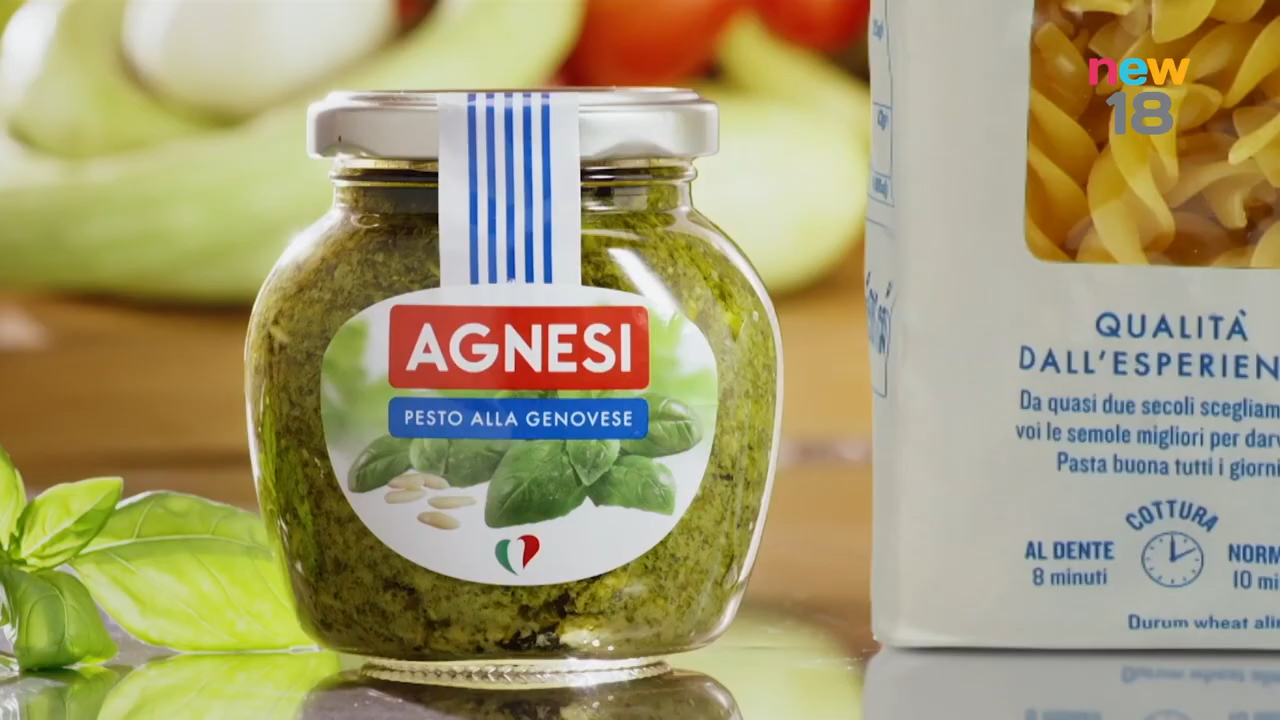 new
18
AGNESI
PESTO ALLA GENOVESE
QUALITÀ
DALL'ESPERIEN
Da quasi due secoli scegliam
voi le semole migliori per darv
Pasta buona tutti i giorni
COTTURA
AL DENTE
8 minuti
NORM
10 mi
Durum wheat alim